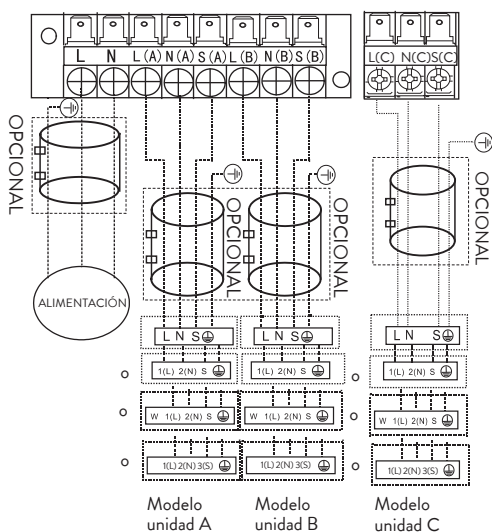 L N L(A) N(A) S(A) L(B) N(B) S(B)
L(C) N(C) S(C)
OPCIONAL
OPCIONAL
OPCIONAL
OPCIONAL
ALIMENTACIÓN
L N S
L N S
L N S
o 1(L) 2(N) S
1(L) 2(N) S
o 1(L) 2(N) S
o W 1(L) 2(N) S
W 1(L) 2(N) S
o W 1(L) 2(N) S
o 1(L) 2(N) 3(S)
1(L) 2(N) 3(S)
o 1(L) 2(N) 3(S)
Modelo
unidad A
Modelo
unidad B
Modelo
unidad C